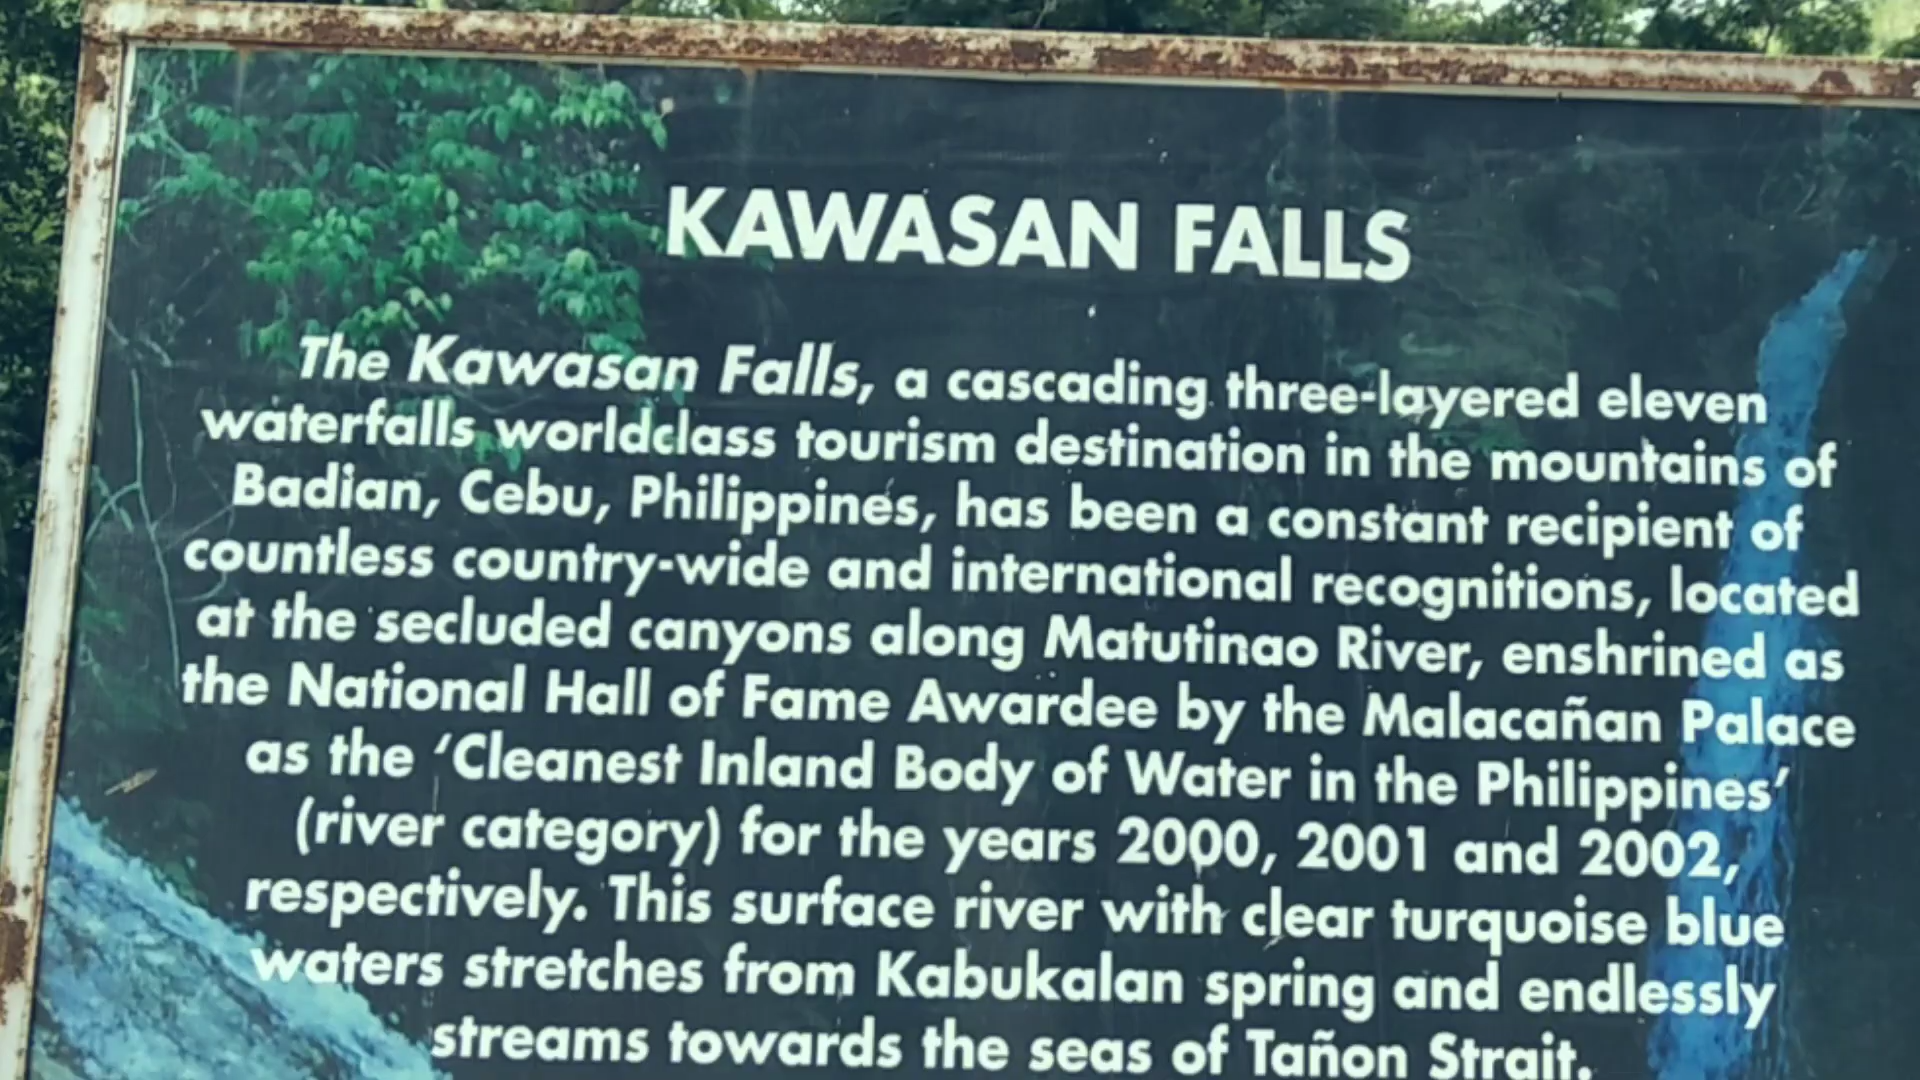 KAWASAN FALLS
The Kawasan Falls, a cascading three-layered eleven
waterfalls worldclass tourism destination in the mountains of
Badian, Cebu, Philippines, has been a constant recipient of
countless country-wide and international recognitions, located
at the secluded canyons along Matutinao River, enshrined as
the National Hall of Fame Awardee by the Malacañan Palace
as the ‘Cleanest Inland Body of Water in the Philippines’
(river category) for the years 2000, 2001 and 2002,
respectively. This surface river with clear turquoise blue
waters stretches from Kabukalan spring and endlessly
streams towards the seas of Tañon Strait.